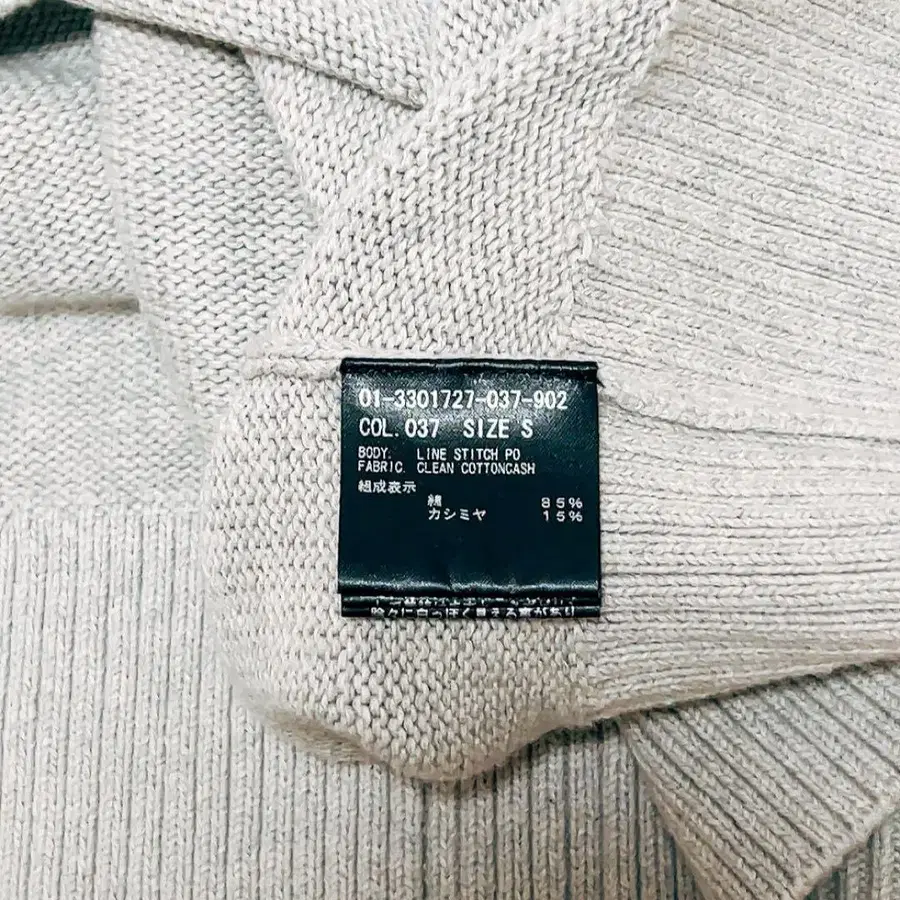 01-3301727-037-902
COL. 037 SIZE S
BODY. LINE STITCH PO
FABRIC. CLEAN COTTONCASH
組成表示
綿 85%
カシミヤ 15%
徐々に白っぽく見える事があり